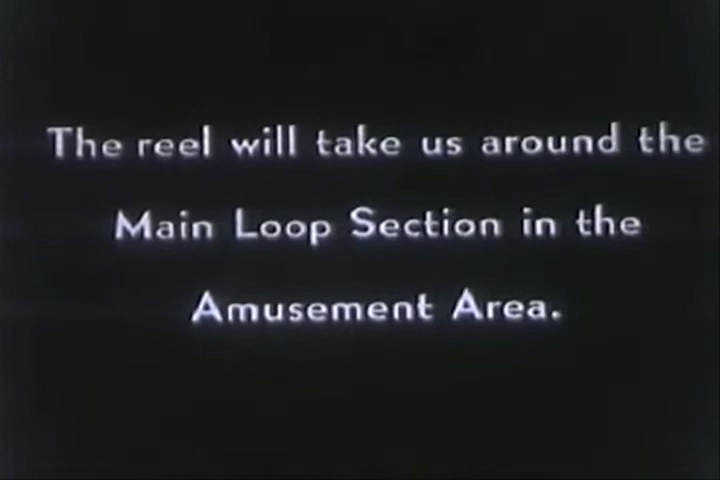 The reel will take us around the
Main Loop Section in the
Amusement Area.